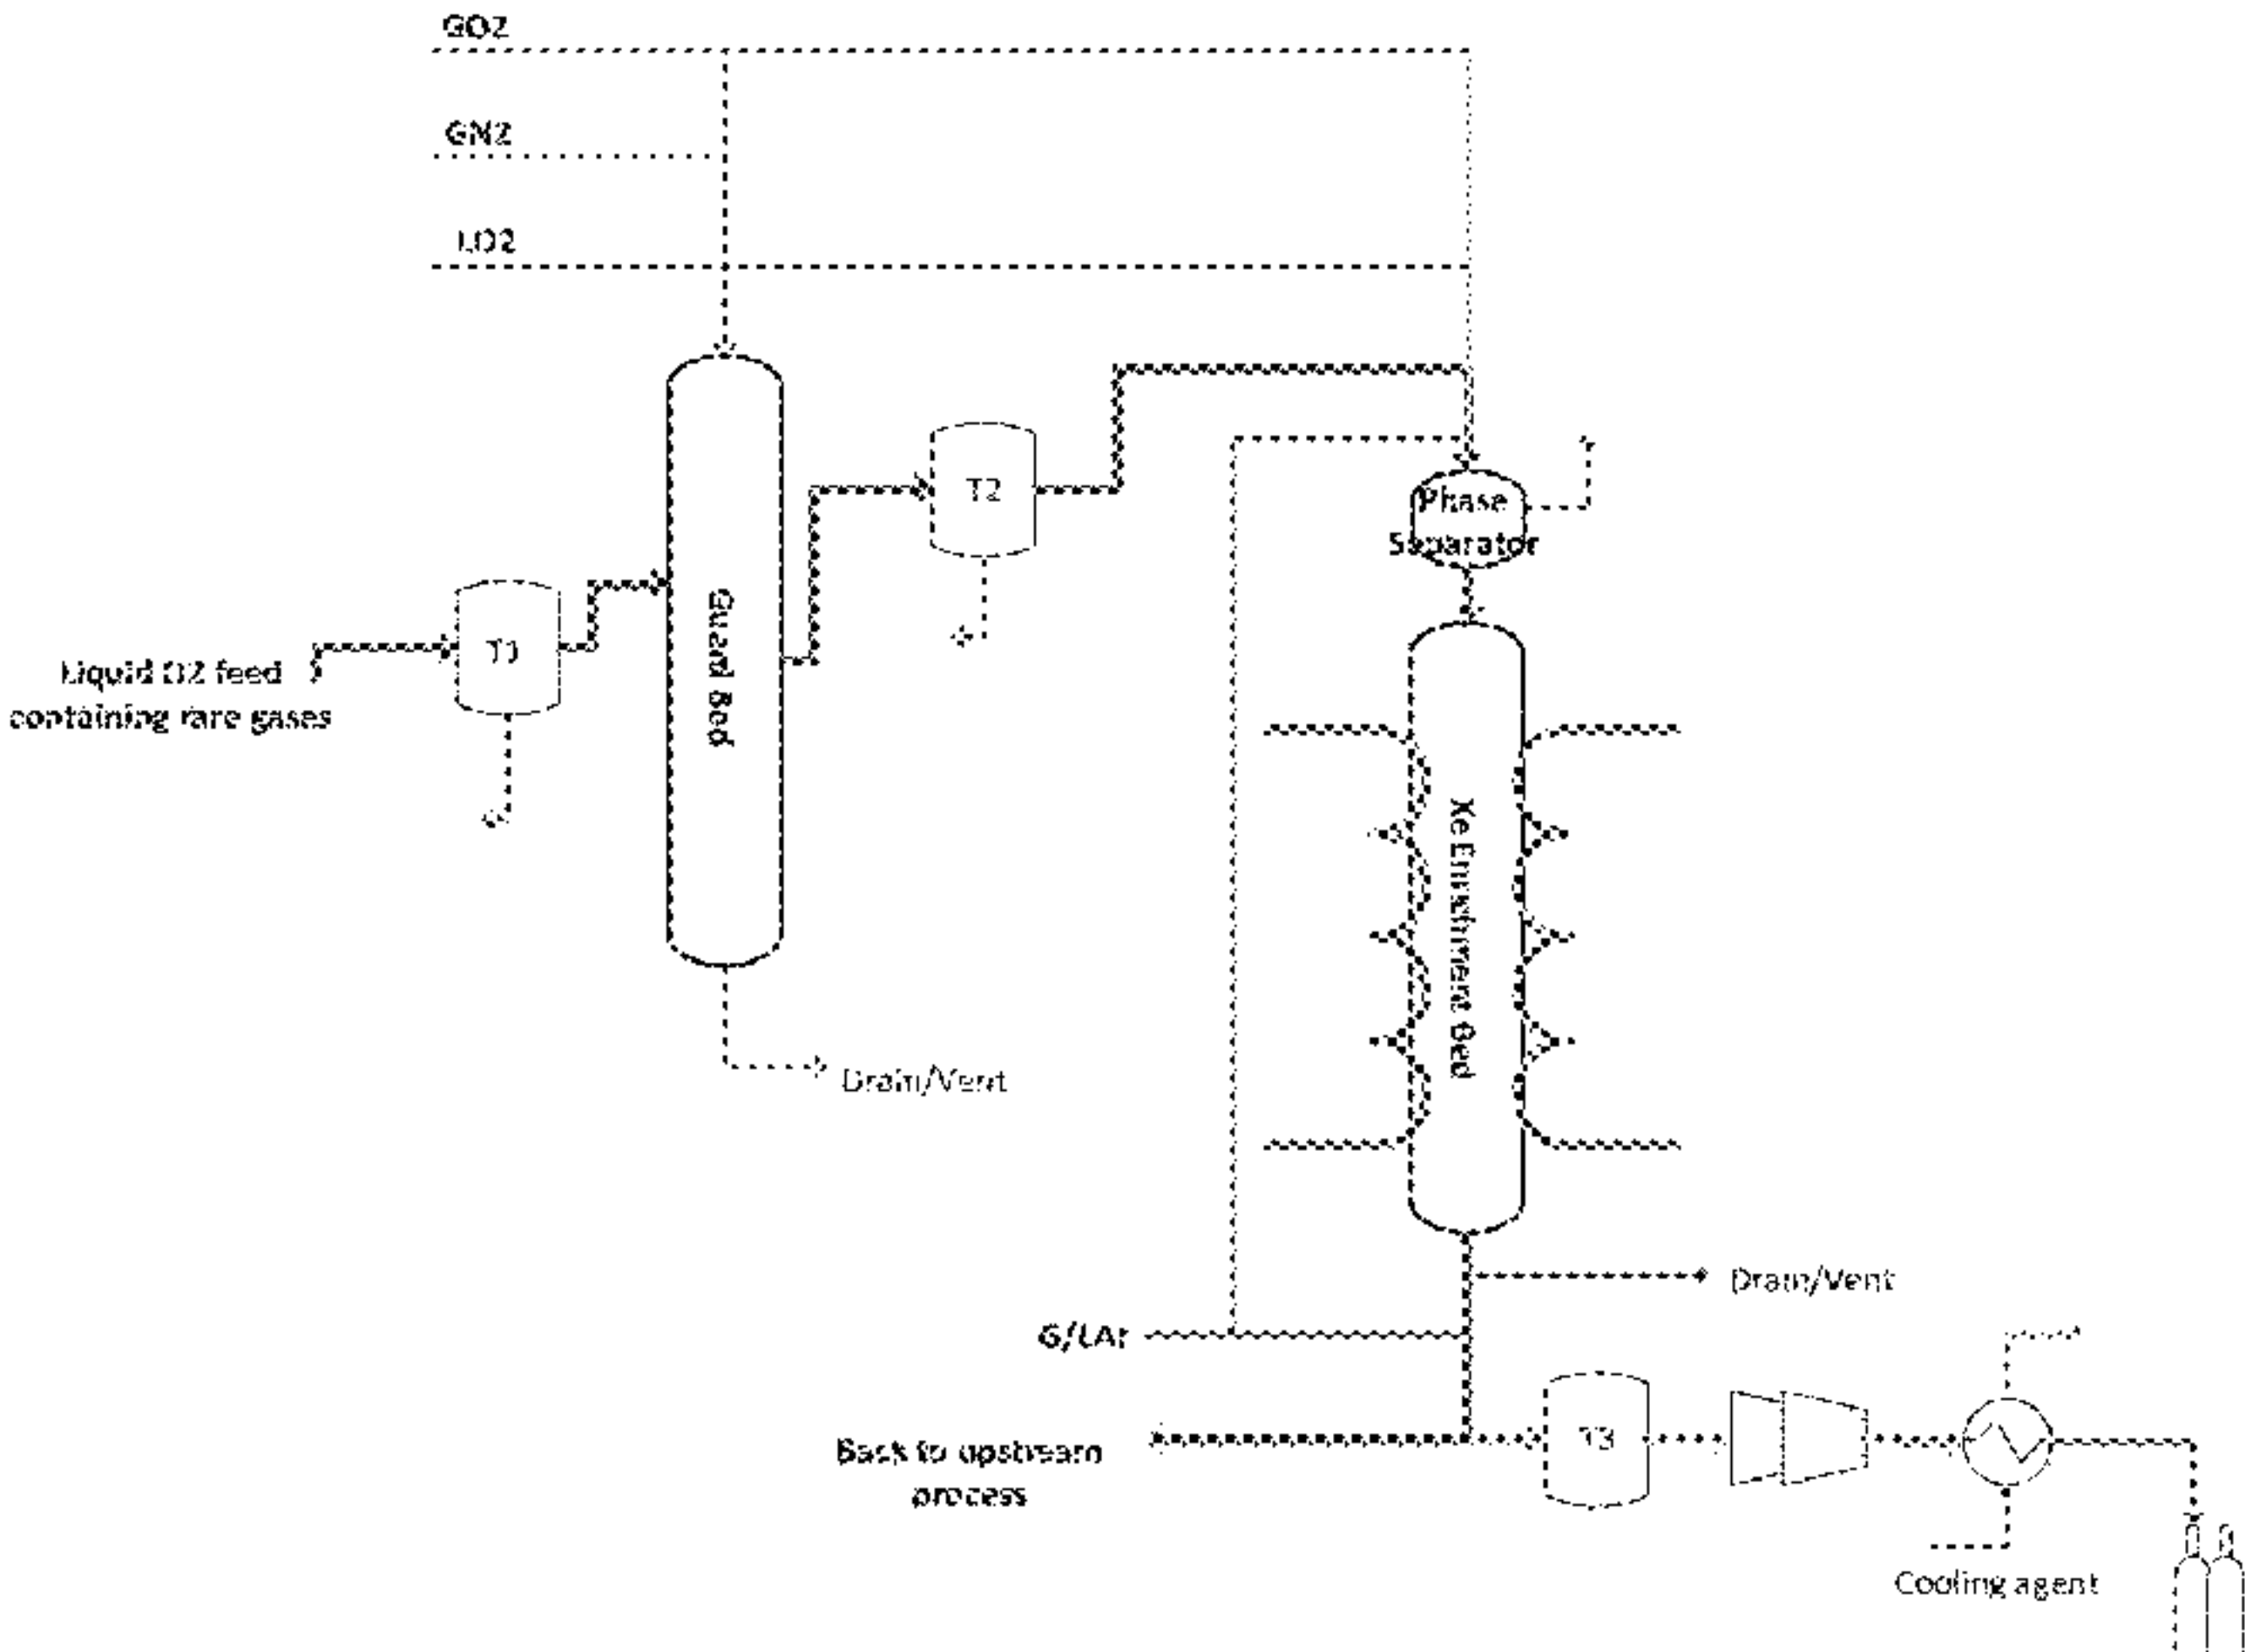 GO2
GN2
LO2
T2
Phase
Separator
T1
Liquid O2 feed
containing rare gases
Guard Bed
Xe Enrichment Bed
Drain/Vent
Drain/Vent
G/LAr
Back to upstream
process
T3
Cooling agent